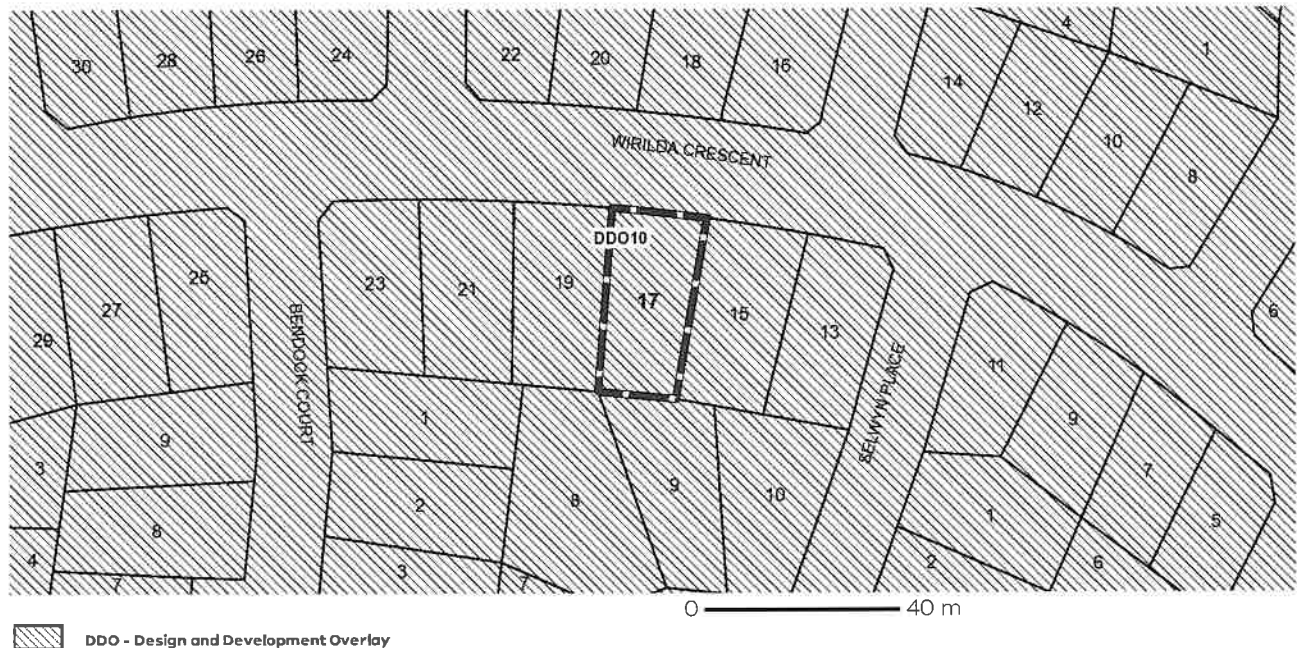 30 28 26 24 22 20 18 16 14 12 4 1
10 8
WIRILDA CRESCENT
DDO10
29 27 25 23 21 19 17 15 13 11 9 7 5 6
BENDOOK COURT
SELWYN PLACE
3 9 1 8 9 10 1
4 8 2 2 6
7 3 7
0 40 m
DDO - Design and Development Overlay